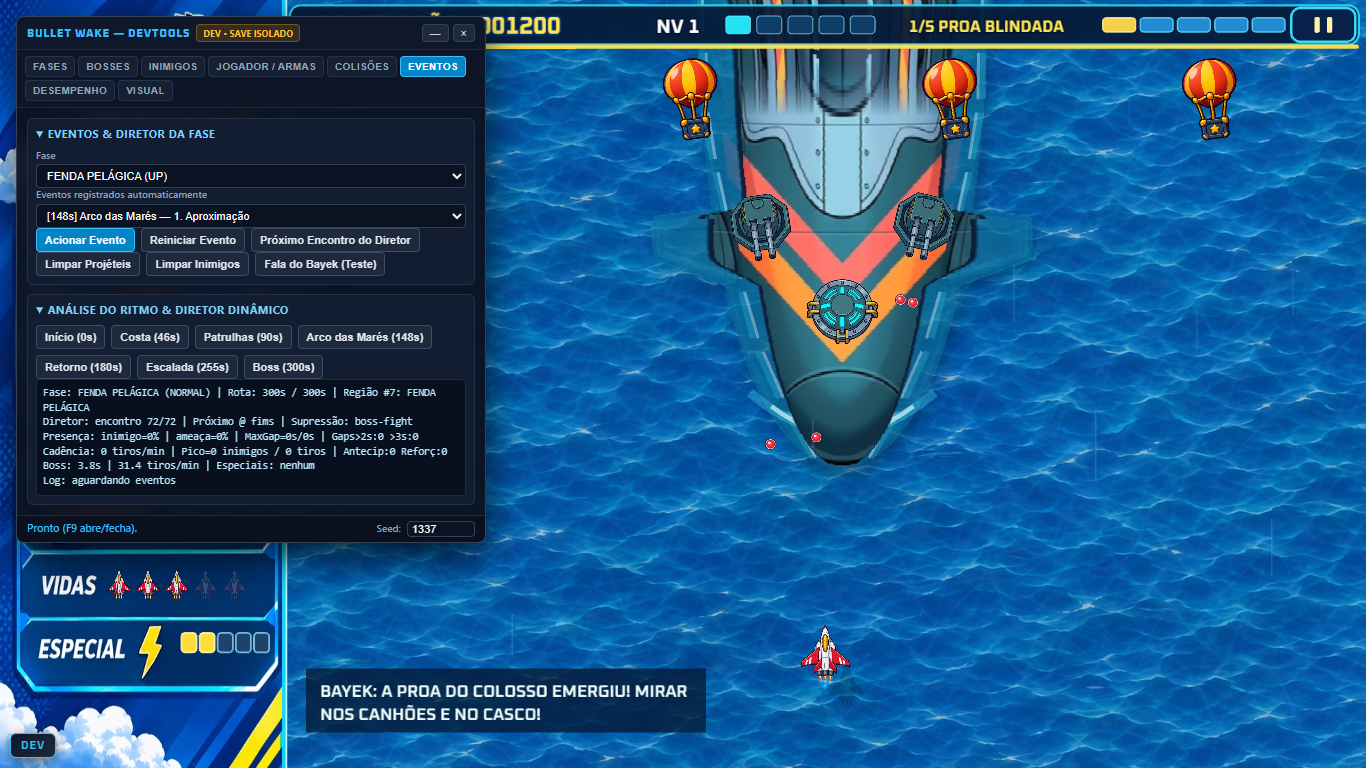 BULLET WAKE — DEVTOOLS
DEV • SAVE ISOLADO
—
×
FASES
BOSSES
INIMIGOS
JOGADOR / ARMAS
COLISÕES
EVENTOS
DESEMPENHO
VISUAL
▼ EVENTOS & DIRETOR DA FASE
Fase
FENDA PELÁGICA (UP)
Eventos registrados automaticamente
[148s] Arco das Marés — 1. Aproximação
Acionar Evento
Reiniciar Evento
Próximo Encontro do Diretor
Limpar Projéteis
Limpar Inimigos
Fala do Bayek (Teste)
▼ ANÁLISE DO RITMO & DIRETOR DINÂMICO
Início (0s)
Costa (46s)
Patrulhas (90s)
Arco das Marés (148s)
Retorno (180s)
Escalada (255s)
Boss (300s)
Fase: FENDA PELÁGICA (NORMAL) | Rota: 300s / 300s | Região #7: FENDA
PELÁGICA
Diretor: encontro 72/72 | Próximo @ fims | Supressão: boss-fight
Presença: inimigo=0% | ameaça=0% | MaxGap=0s/0s | Gaps>2s:0 >3s:0
Cadência: 0 tiros/min | Pico=0 inimigos / 0 tiros | Antecip:0 Reforç:0
Boss: 3.8s | 31.4 tiros/min | Especiais: nenhum
Log: aguardando eventos
Pronto (F9 abre/fecha).
Seed:
1337
001200
NV 1
1/5 PROA BLINDADA
VIDAS
ESPECIAL
BAYEK: A PROA DO COLOSSO EMERGIU! MIRAR
NOS CANHÕES E NO CASCO!
DEV